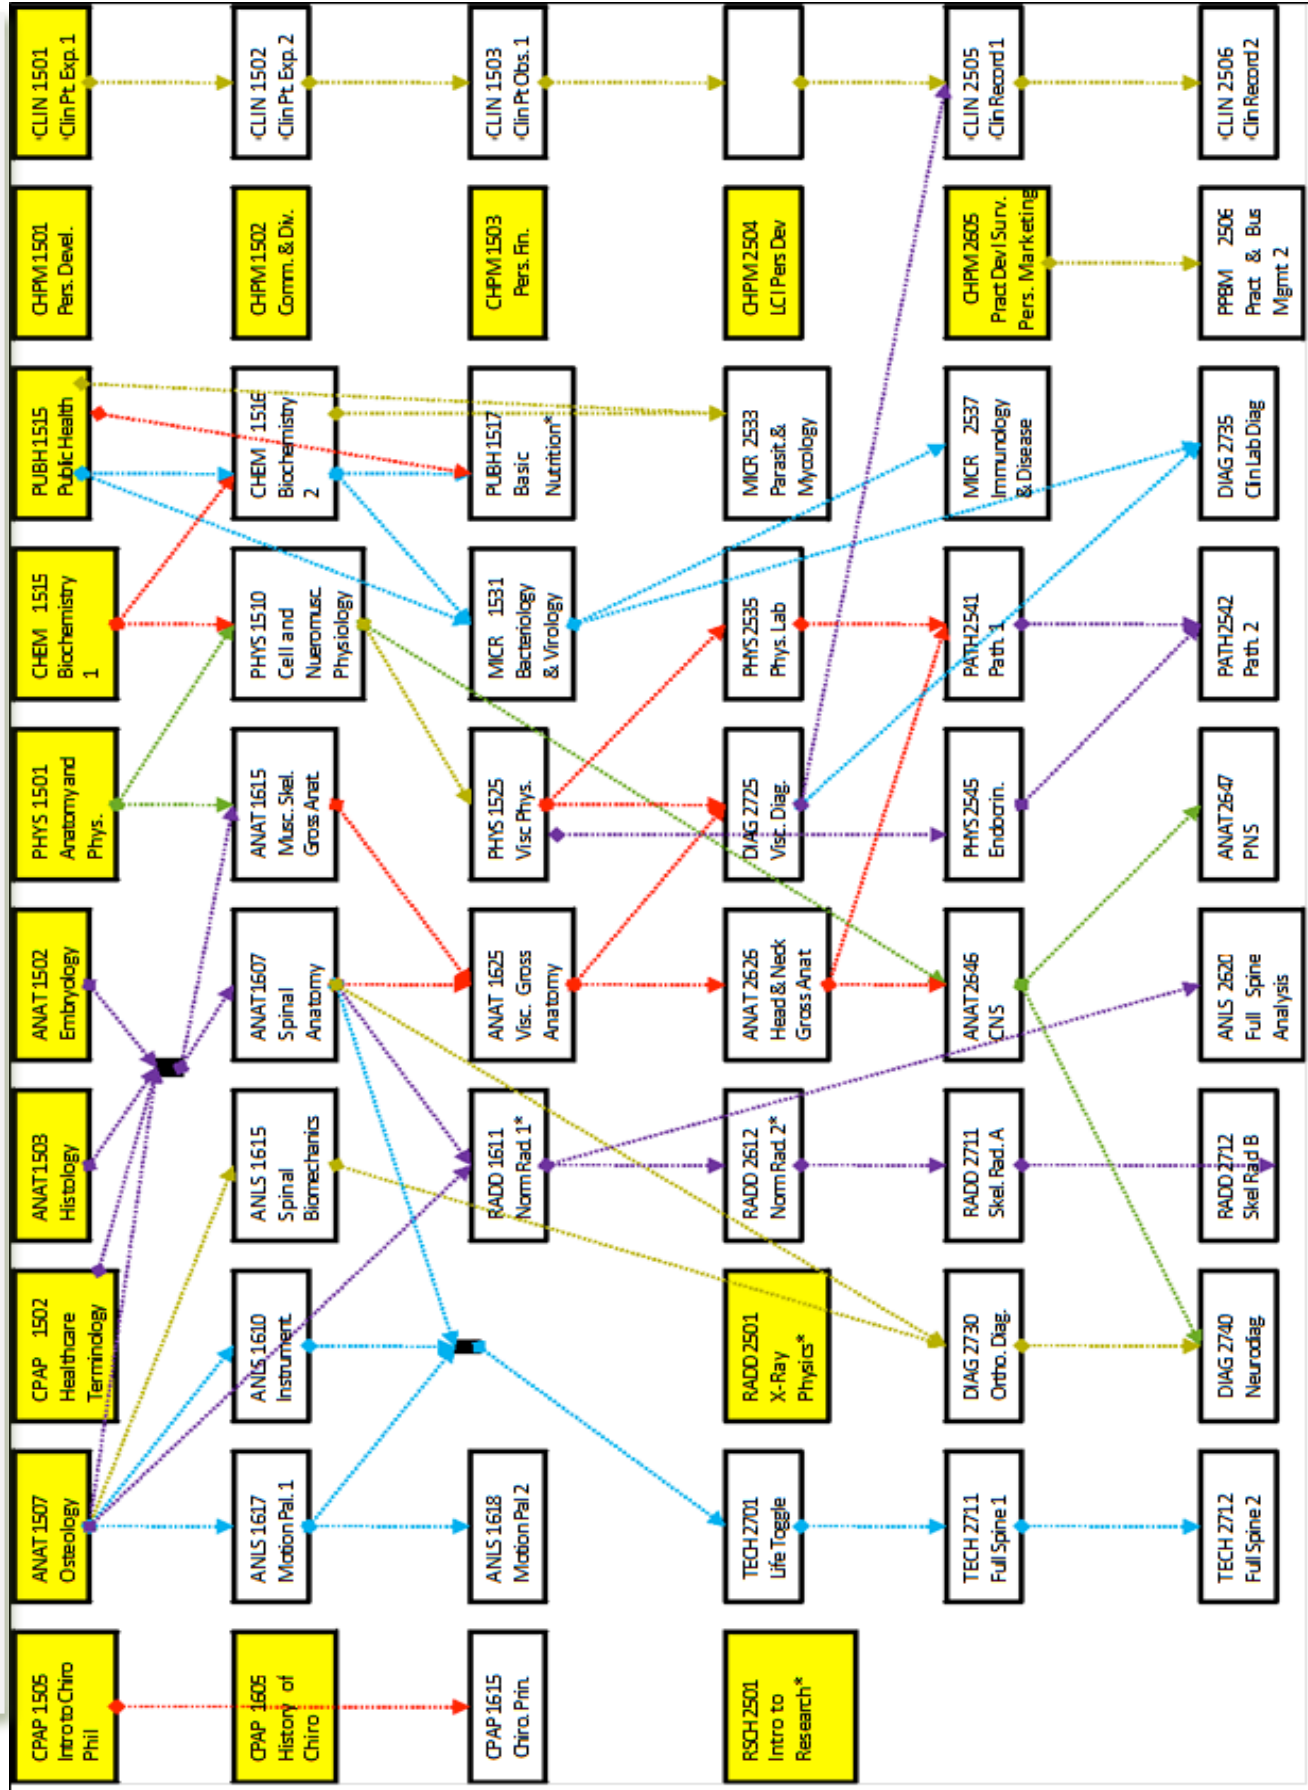 CPAP 1505
Intro to Chiro
Phil
ANAT 1507
Osteology
CPAP 1502
Healthcare
Terminology
ANAT 1503
Histology
ANAT 1502
Embryology
PHYS 1501
Anatomy and
Phys.
CHEM 1515
Biochemistry
1
PUBH 1515
Public Health
CHPM 1501
Pers. Devel.
•CLIN 1501
•Clin Pt. Exp. 1
CPAP 1605
History of
Chiro
ANLS 1617
Motion Pal. 1
ANLS 1610
Instrument.
ANLS 1615
Spinal
Biomechanics
ANAT 1607
Spinal
Anatomy
ANAT 1615
Musc. Skel.
Gross Anat.
PHYS 1510
Cell and
Nueromusc.
Physiology
CHEM 1516
Biochemistry
2
CHPM 1502
Comm. & Div.
•CLIN 1502
•Clin Pt. Exp. 2
CPAP 1615
Chiro. Prin.
ANLS 1618
Motion Pal 2
RADD 1611
Norm Rad. 1*
ANAT 1625
Visc. Gross
Anatomy
PHYS 1525
Visc Phys.
MICR 1531
Bacteriology
& Virology
PUBH 1517
Basic
Nutrition*
CHPM 1503
Pers. Fin.
•CLIN 1503
•Clin Pt Obs. 1
RSCH 2501
Intro to
Research*
TECH 2701
Life Toggle
RADD 2501
X-Ray
Physics*
RADD 2612
Norm Rad. 2*
ANAT 2626
Head & Neck
Gross Anat
DIAG 2725
Visc. Diag.
PHYS 2535
Phys. Lab
MICR 2533
Parasit. &
Mycology
CHPM 2504
LCI Pers Dev
TECH 2711
Full Spine 1
DIAG 2730
Ortho. Diag.
RADD 2711
Skel. Rad. A
ANAT 2646
CNS
PHYS 2545
Endocrin.
PATH 2541
Path. 1
MICR 2537
Immunology
& Disease
CHPM 2605
Pract Dev I Surv.
Pers. Marketing
•CLIN 2505
•Clin Record 1
TECH 2712
Full Spine 2
DIAG 2740
Neurodiag.
RADD 2712
Skel Rad B
ANLS 2620
Full Spine
Analysis
ANAT 2647
PNS
PATH 2542
Path. 2
DIAG 2735
Clin Lab Diag
PPBM 2506
Pract & Bus
Mgmt 2
•CLIN 2506
•Clin Record 2